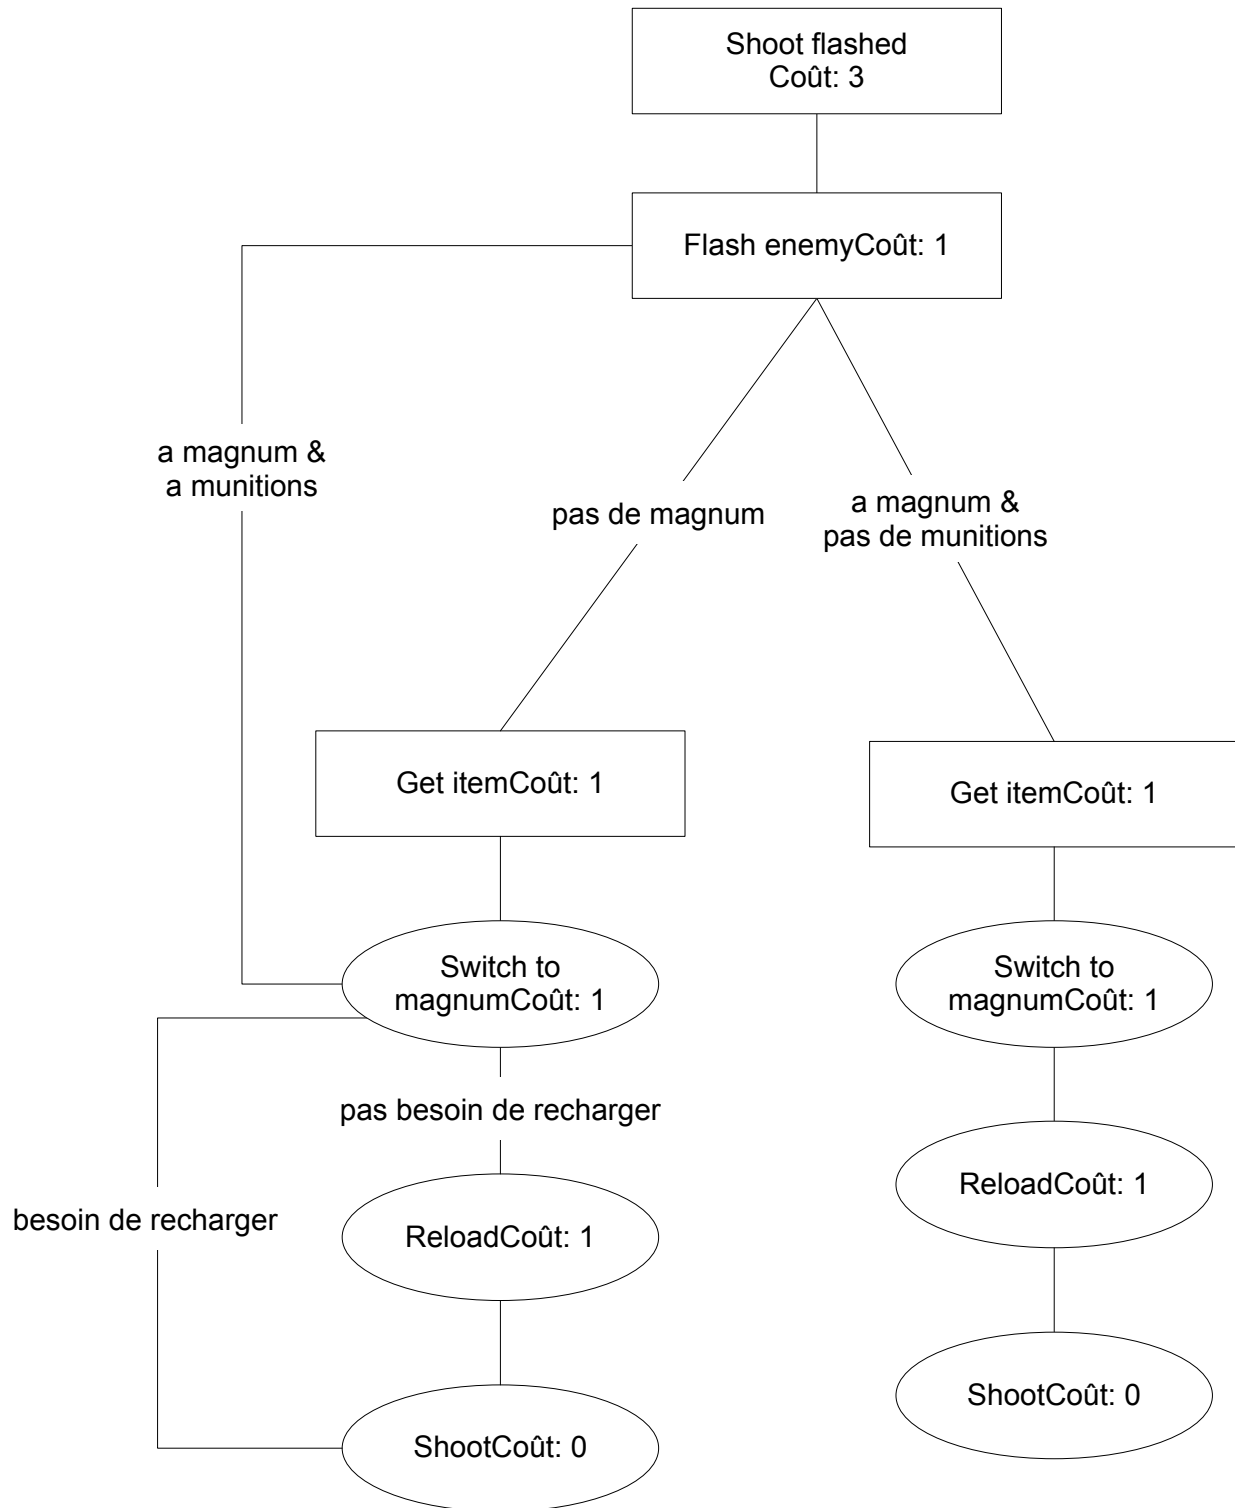 Shoot flashed
Coût: 3
Flash enemyCoût: 1
a magnum &
a munitions
pas de magnum
a magnum &
pas de munitions
Get itemCoût: 1
Get itemCoût: 1
Switch to
magnumCoût: 1
Switch to
magnumCoût: 1
pas besoin de recharger
besoin de recharger
ReloadCoût: 1
ReloadCoût: 1
ShootCoût: 0
ShootCoût: 0